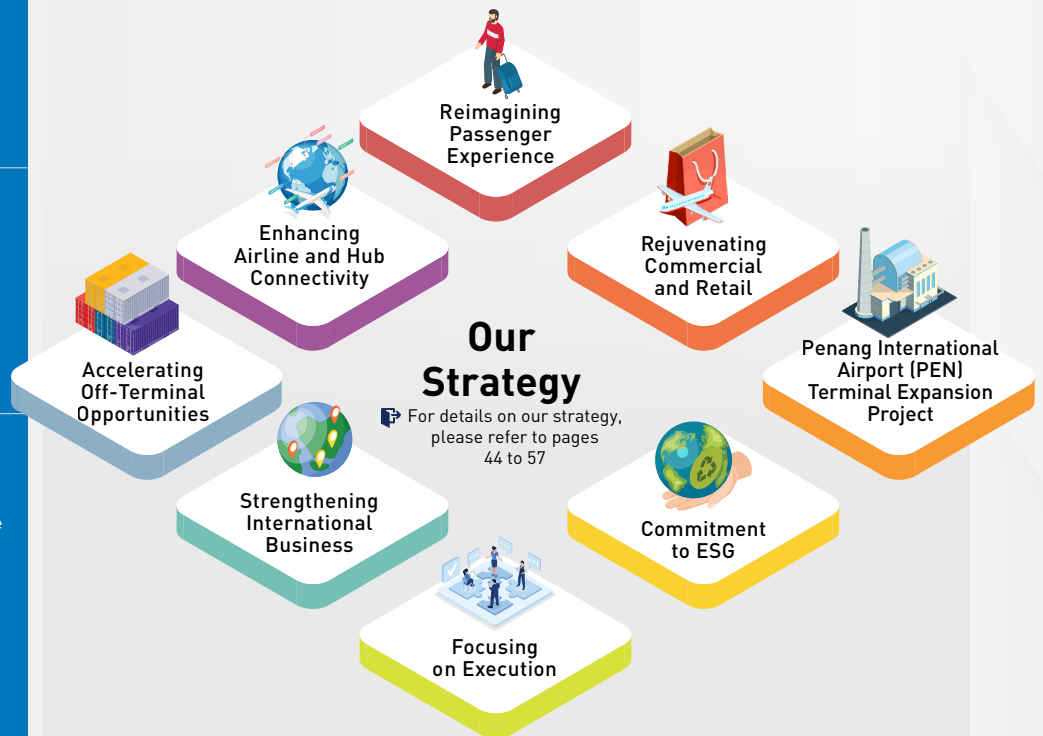 Reimagining
Passenger
Experience
Enhancing
Airline and Hub
Connectivity
Rejuvenating
Commercial
and Retail
Accelerating
Off-Terminal
Opportunities
Our
Strategy
For details on our strategy,
please refer to pages
44 to 57
Penang International
Airport (PEN)
Terminal Expansion
Project
Strengthening
International
Business
Commitment
to ESG
Focusing
on Execution